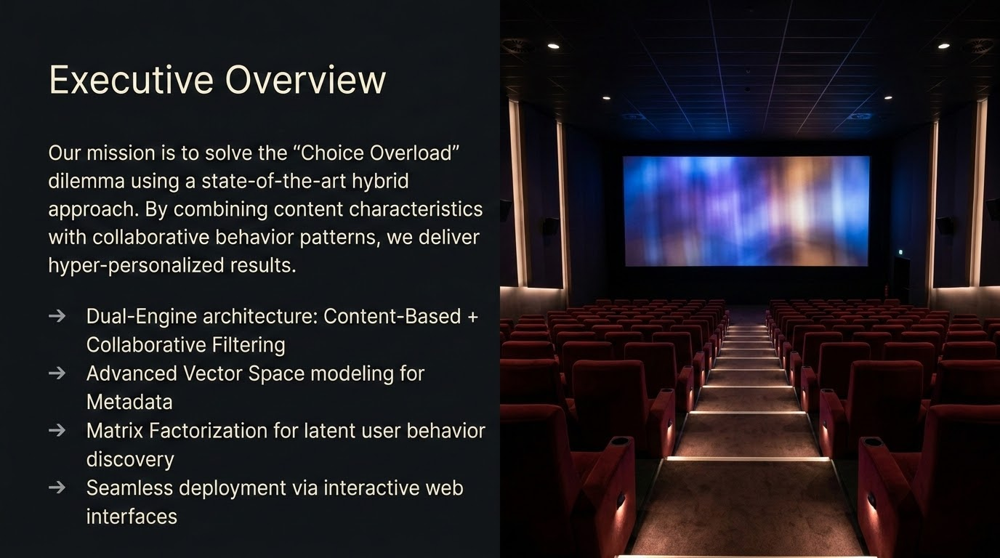 Executive Overview
Our mission is to solve the “Choice Overload”
dilemma using a state-of-the-art hybrid
approach. By combining content characteristics
with collaborative behavior patterns, we deliver
hyper-personalized results.
→ Dual-Engine architecture: Content-Based +
Collaborative Filtering
→ Advanced Vector Space modeling for
Metadata
→ Matrix Factorization for latent user behavior
discovery
→ Seamless deployment via interactive web
interfaces